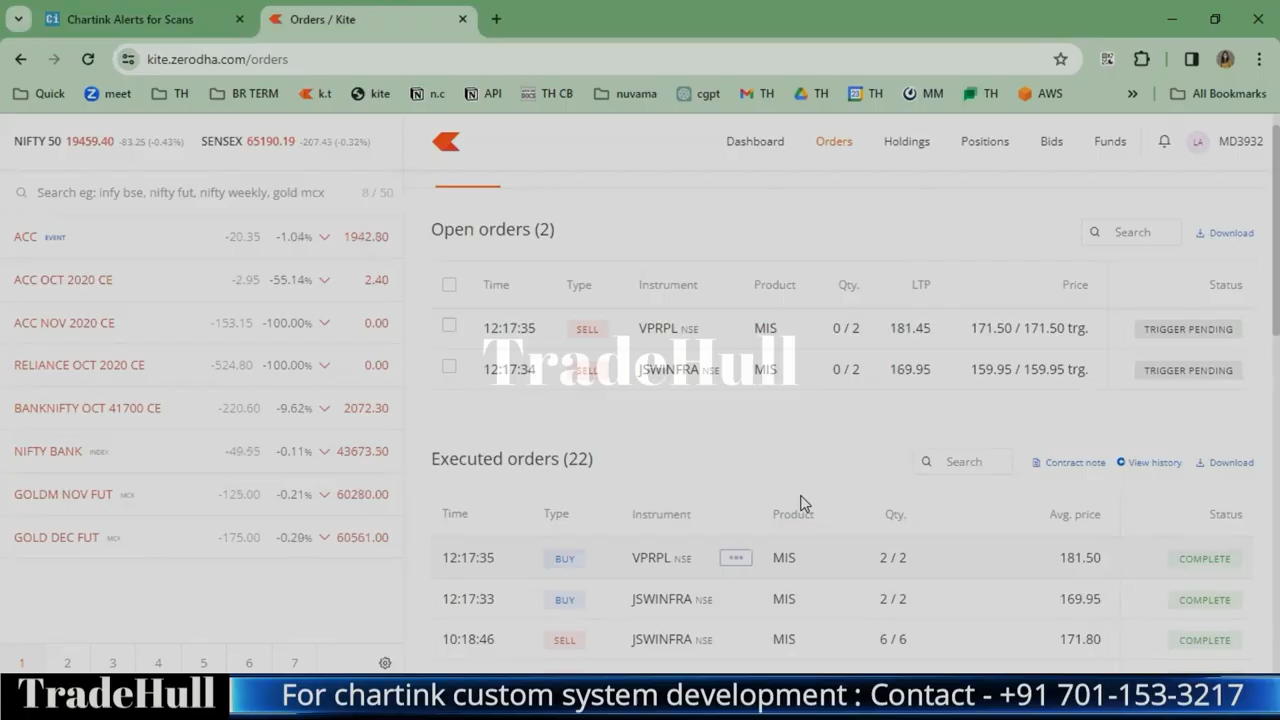 Chartink Alerts for Scans
Orders / Kite
kite.zerodha.com/orders
Quick meet TH BR TERM k.t kite n.c API TH CB nuvama cgpt TH TH TH MM TH AWS » All Bookmarks
NIFTY 50 19459.40 -83.25 (-0.43%) SENSEX 65190.19 -207.43 (-0.32%)
Dashboard Orders Holdings Positions Bids Funds LA MD3932
Search eg: infy bse, nifty fut, nifty weekly, gold mcx 8 / 50
ACC EVENT -20.35 -1.04% 1942.80
ACC OCT 2020 CE -2.95 -55.14% 2.40
ACC NOV 2020 CE -153.15 -100.00% 0.00
RELIANCE OCT 2020 CE -524.80 -100.00% 0.00
BANKNIFTY OCT 41700 CE -220.60 -9.62% 2072.30
NIFTY BANK INDEX -49.55 -0.11% 43673.50
GOLDM NOV FUT MCX -125.00 -0.21% 60280.00
GOLD DEC FUT MCX -175.00 -0.29% 60561.00
1 2 3 4 5 6 7
Open orders (2) Search Download
Time Type Instrument Product Qty. LTP Price Status
12:17:35 SELL VPRPL NSE MIS 0 / 2 181.45 171.50 / 171.50 trg. TRIGGER PENDING
12:17:34 SELL JSWINFRA NSE MIS 0 / 2 169.95 159.95 / 159.95 trg. TRIGGER PENDING
TradeHull
Executed orders (22) Search Contract note View history Download
Time Type Instrument Product Qty. Avg. price Status
12:17:35 BUY VPRPL NSE MIS 2 / 2 181.50 COMPLETE
12:17:33 BUY JSWINFRA NSE MIS 2 / 2 169.95 COMPLETE
10:18:46 SELL JSWINFRA NSE MIS 6 / 6 171.80 COMPLETE
TradeHull For chartink custom system development : Contact - +91 701-153-3217